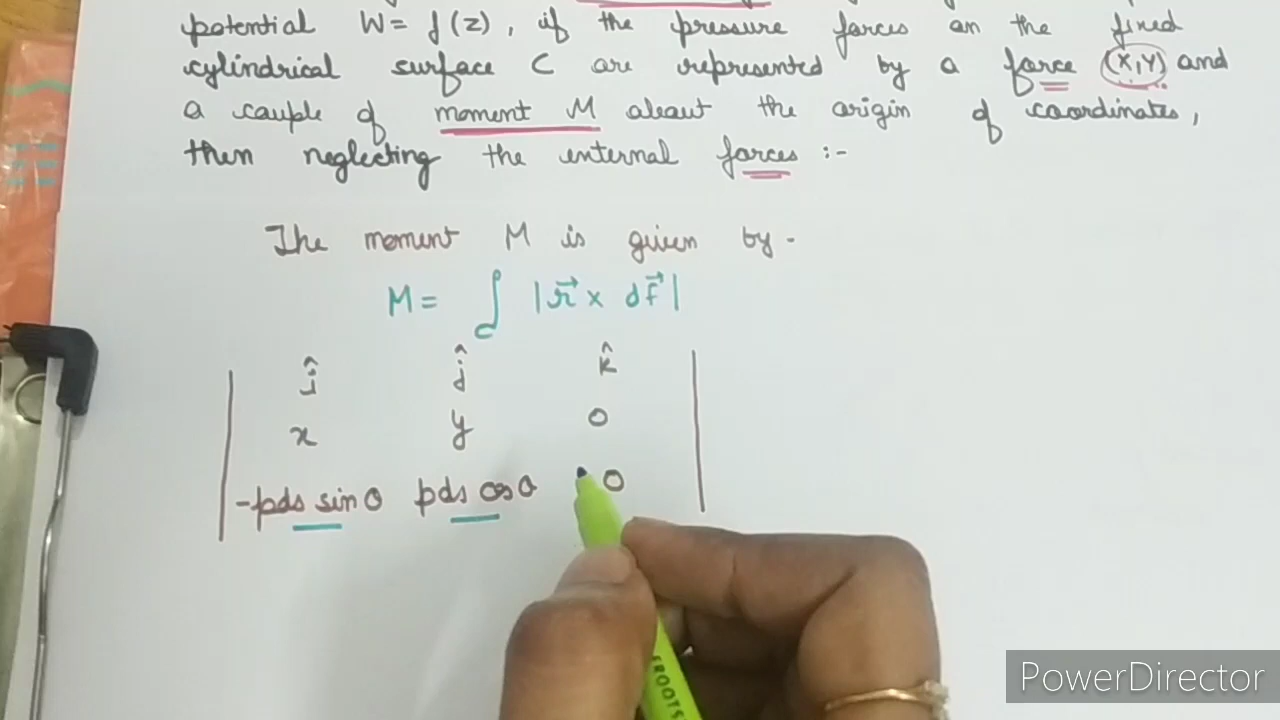 potential W = f(z), if the pressure forces on the fixed
cylindrical surface C are represented by a force (X,Y) and
a couple of moment M about the origin of coordinates,
then neglecting the external forces :-
The moment M is given by -
M = ∫c |r⃗ × dF⃗|
î ĵ k̂
x y 0
-pds sinθ pds cosθ 0
FROOTS
PowerDirector